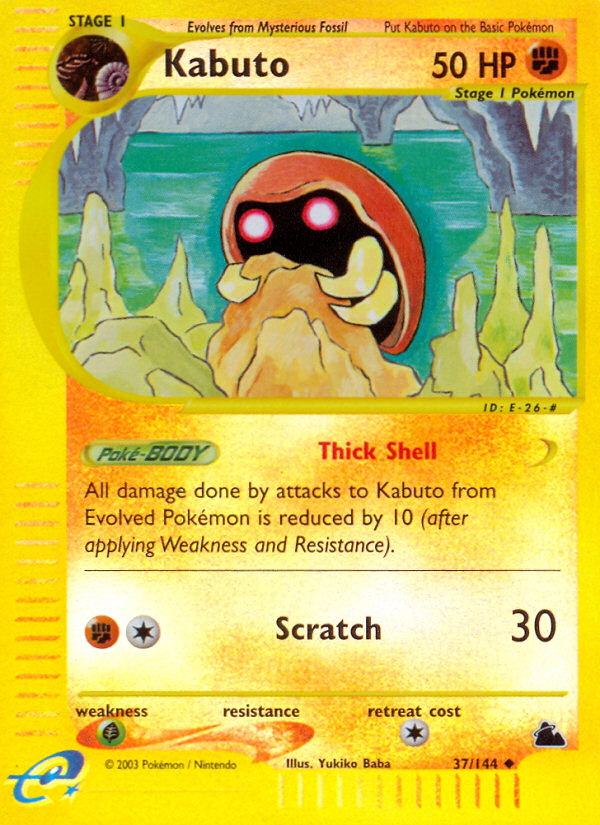 STAGE 1
Evolves from Mysterious Fossil
Put Kabuto on the Basic Pokémon
Kabuto
50 HP
Stage 1 Pokémon
ID: E-26-#
Poké-BODY
Thick Shell
All damage done by attacks to Kabuto from
Evolved Pokémon is reduced by 10 (after
applying Weakness and Resistance).
Scratch
30
weakness
resistance
retreat cost
© 2003 Pokémon / Nintendo
Illus. Yukiko Baba
37/144
e